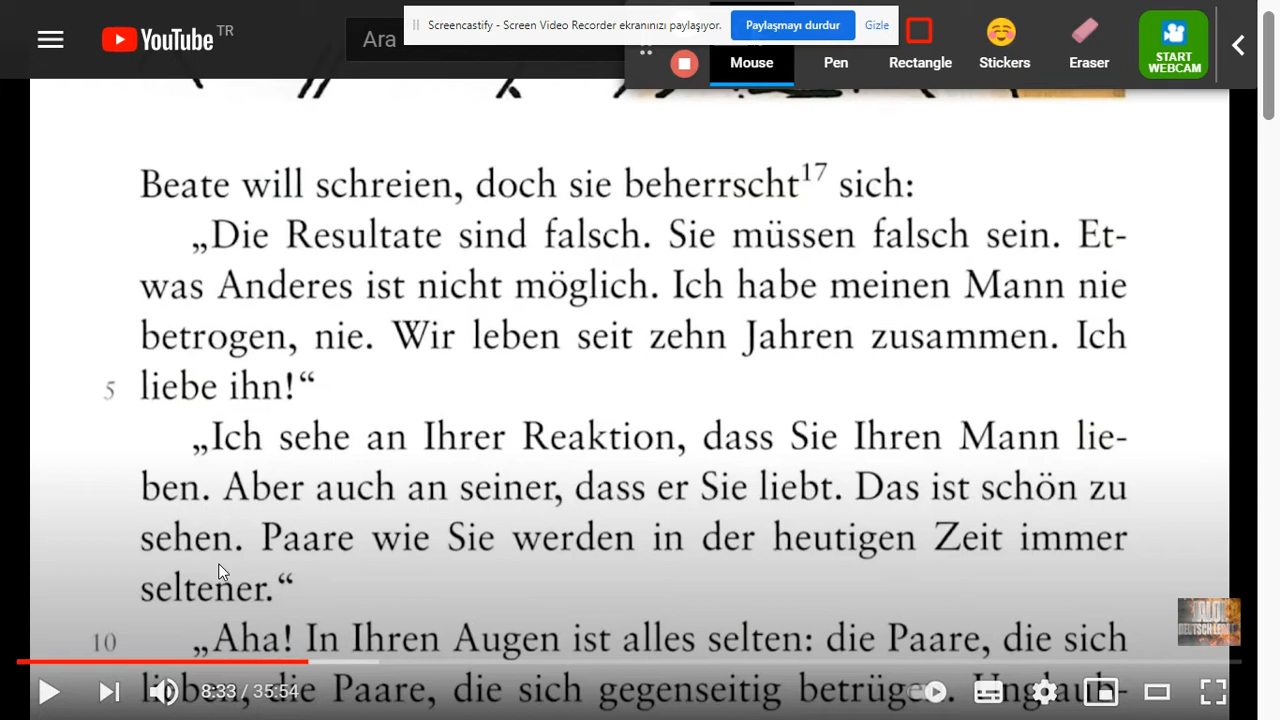 YouTube TR
Ara
Screencastify - Screen Video Recorder ekranınızı paylaşıyor.
Paylaşmayı durdur
Gizle
Mouse
Pen
Rectangle
Stickers
Eraser
START
WEBCAM
Beate will schreien, doch sie beherrscht¹⁷ sich:
„Die Resultate sind falsch. Sie müssen falsch sein. Et-
was Anderes ist nicht möglich. Ich habe meinen Mann nie
betrogen, nie. Wir leben seit zehn Jahren zusammen. Ich
5 liebe ihn!“
„Ich sehe an Ihrer Reaktion, dass Sie Ihren Mann lie-
ben. Aber auch an seiner, dass er Sie liebt. Das ist schön zu
sehen. Paare wie Sie werden in der heutigen Zeit immer
seltener.“
10 „Aha! In Ihren Augen ist alles selten: die Paare, die sich
lieben, die Paare, die sich gegenseitig betrügen. Unglaub-
8:33 / 35:54